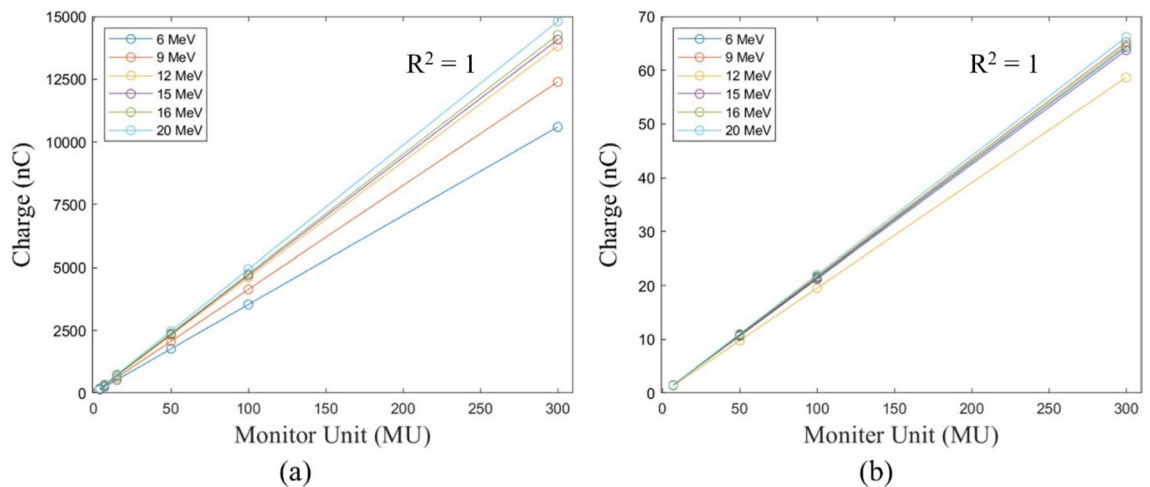 15000
12500
10000
7500
5000
2500
0
6 MeV
9 MeV
12 MeV
15 MeV
16 MeV
20 MeV
R² = 1
Charge (nC)
0 50 100 150 200 250 300
Monitor Unit (MU)
(a)
70
60
50
40
30
20
10
0
6 MeV
9 MeV
12 MeV
15 MeV
16 MeV
20 MeV
R² = 1
Charge (nC)
0 50 100 150 200 250 300
Moniter Unit (MU)
(b)